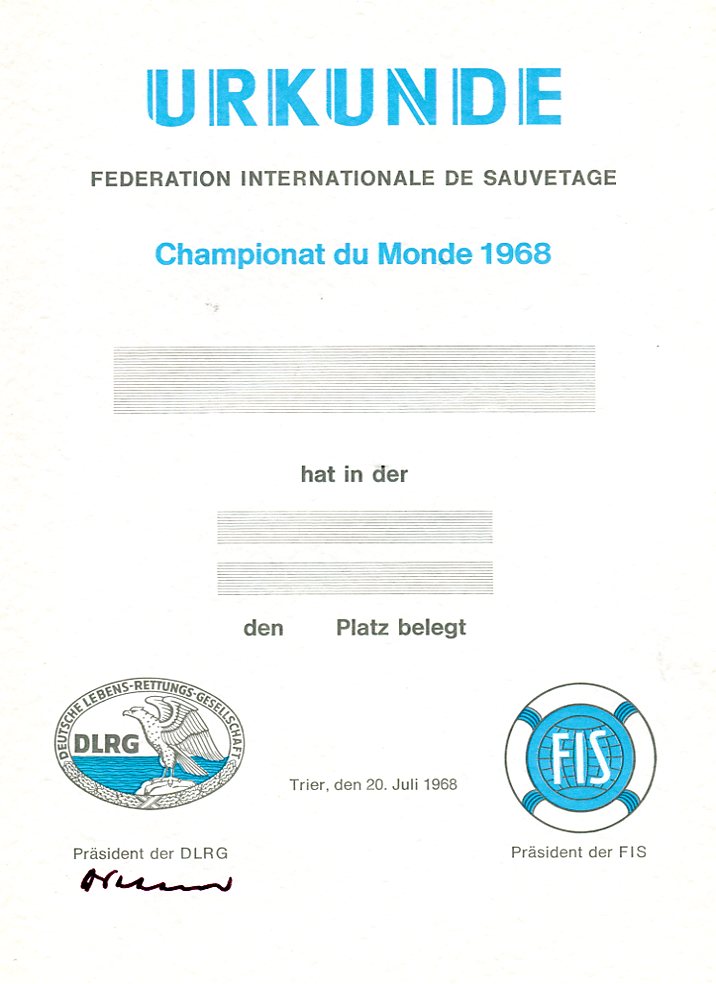 URKUNDE
FEDERATION INTERNATIONALE DE SAUVETAGE
Championat du Monde 1968
hat in der
den Platz belegt
DEUTSCHE LEBENS-RETTUNGS-GESELLSCHAFT
DLRG
FIS
Trier, den 20. Juli 1968
Präsident der DLRG
Präsident der FIS